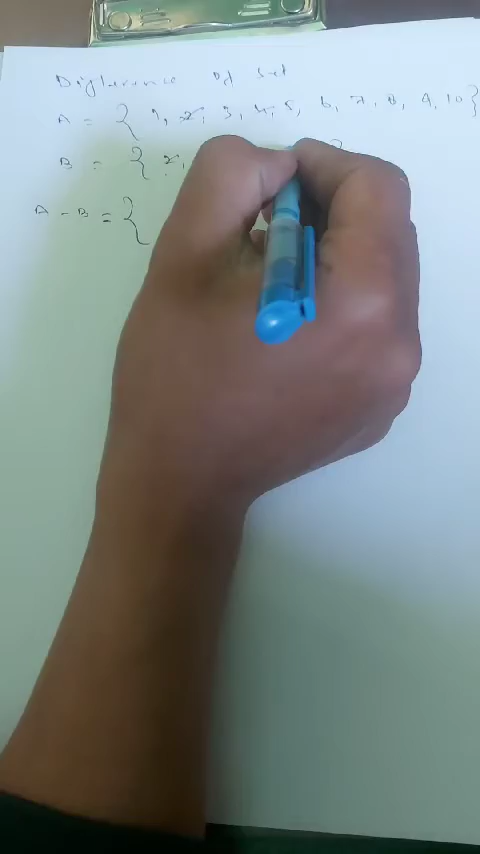 Difference of set
A = { 1, 2, 3, 4, 5, 6, 7, 8, 9, 10 }
B = { 2, }
A - B = {